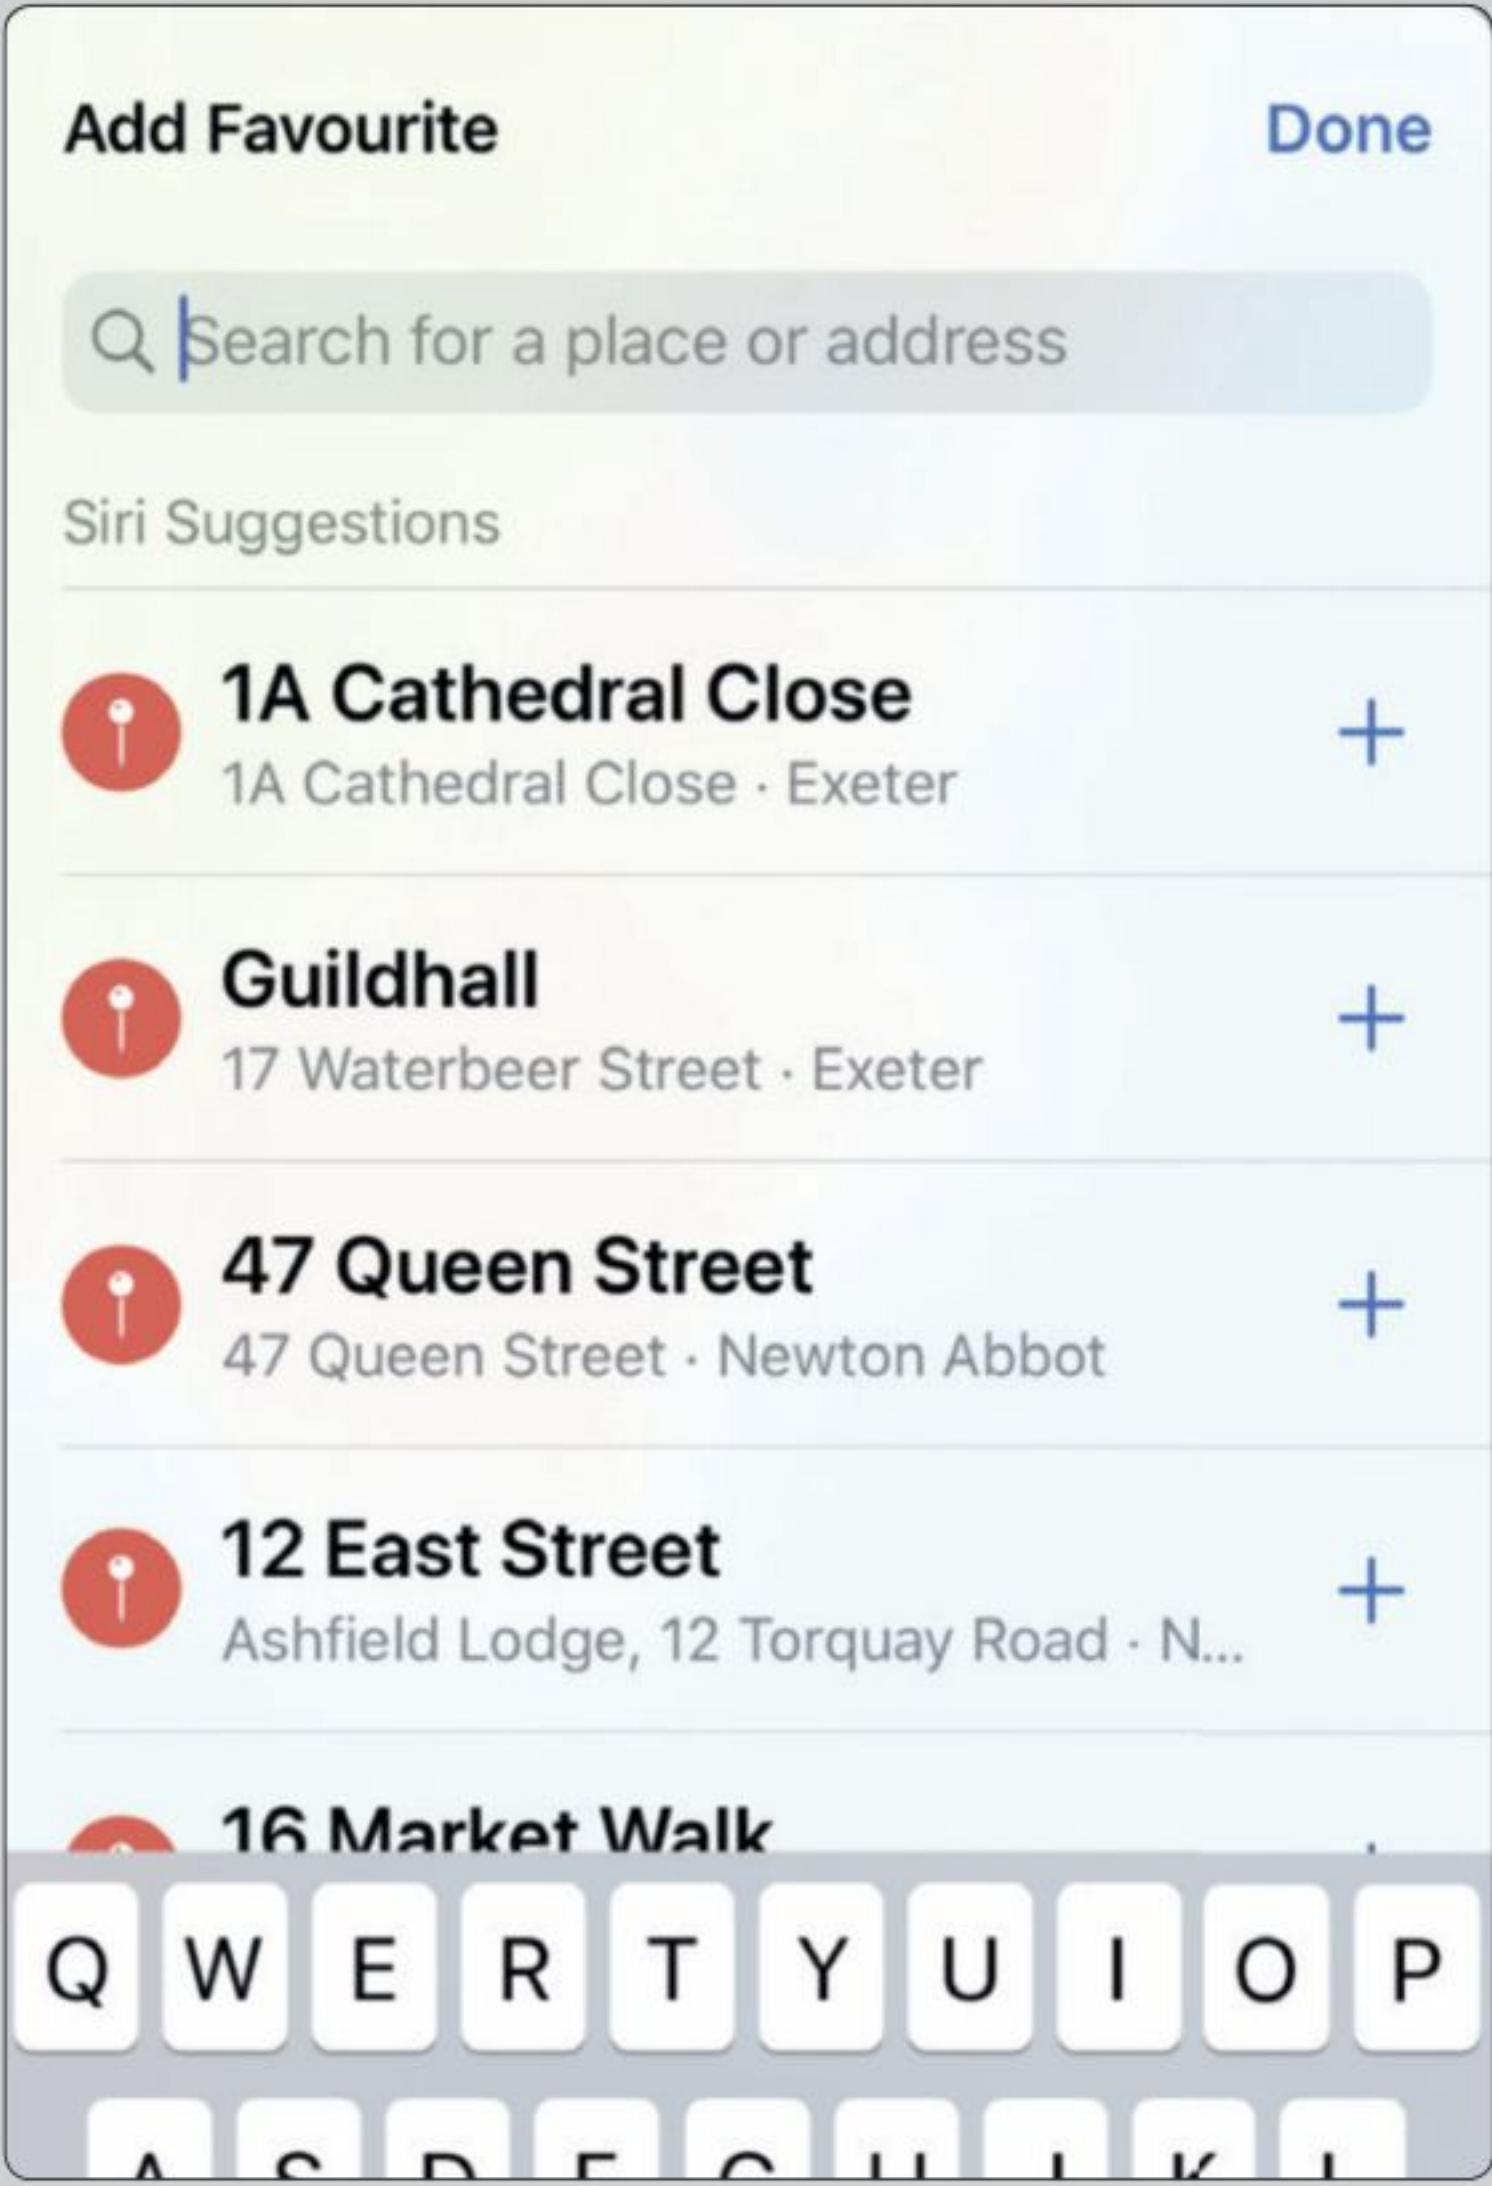 Add Favourite
Done
Search for a place or address
Siri Suggestions
1A Cathedral Close
1A Cathedral Close · Exeter
Guildhall
17 Waterbeer Street · Exeter
47 Queen Street
47 Queen Street · Newton Abbot
12 East Street
Ashfield Lodge, 12 Torquay Road · N...
16 Market Walk
Q W E R T Y U I O P
A S D F G H J K L